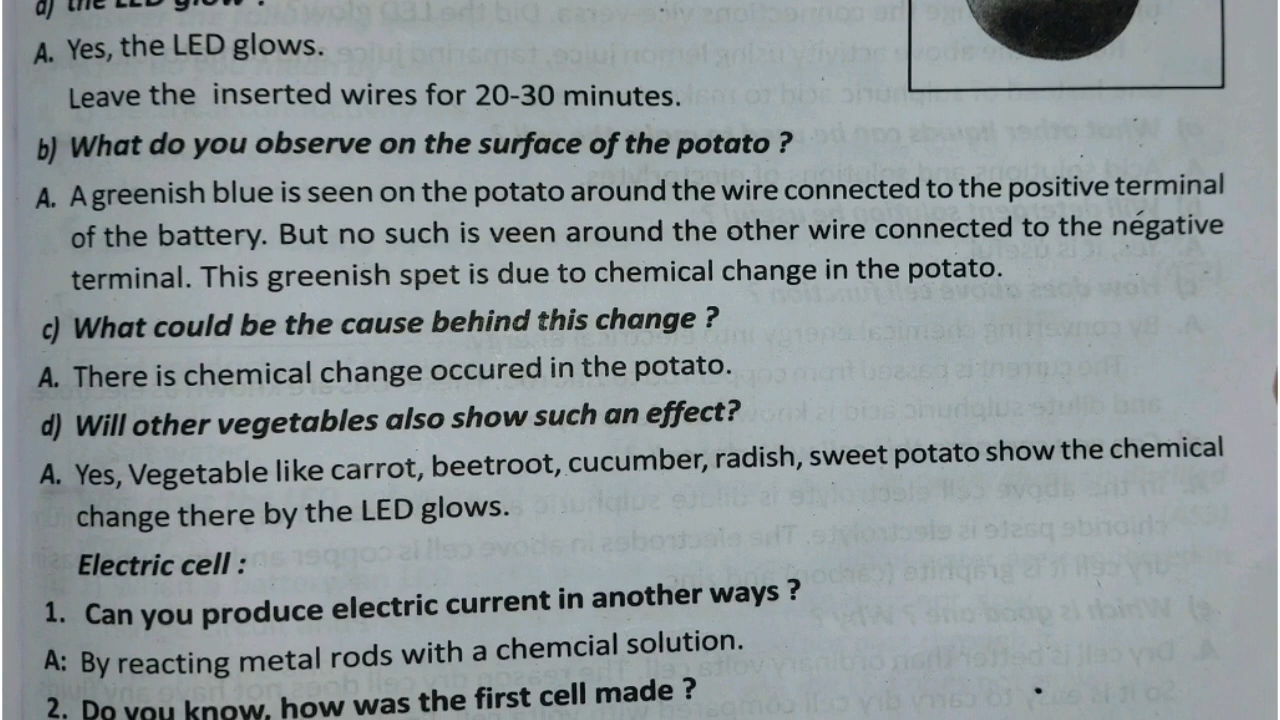 a) the LED glow ?
A. Yes, the LED glows.
Leave the inserted wires for 20-30 minutes.
b) What do you observe on the surface of the potato ?
A. A greenish blue is seen on the potato around the wire connected to the positive terminal
of the battery. But no such is veen around the other wire connected to the négative
terminal. This greenish spet is due to chemical change in the potato.
c) What could be the cause behind this change ?
A. There is chemical change occured in the potato.
d) Will other vegetables also show such an effect?
A. Yes, Vegetable like carrot, beetroot, cucumber, radish, sweet potato show the chemical
change there by the LED glows.
Electric cell :
1. Can you produce electric current in another ways ?
A: By reacting metal rods with a chemcial solution.
2. Do you know, how was the first cell made ?